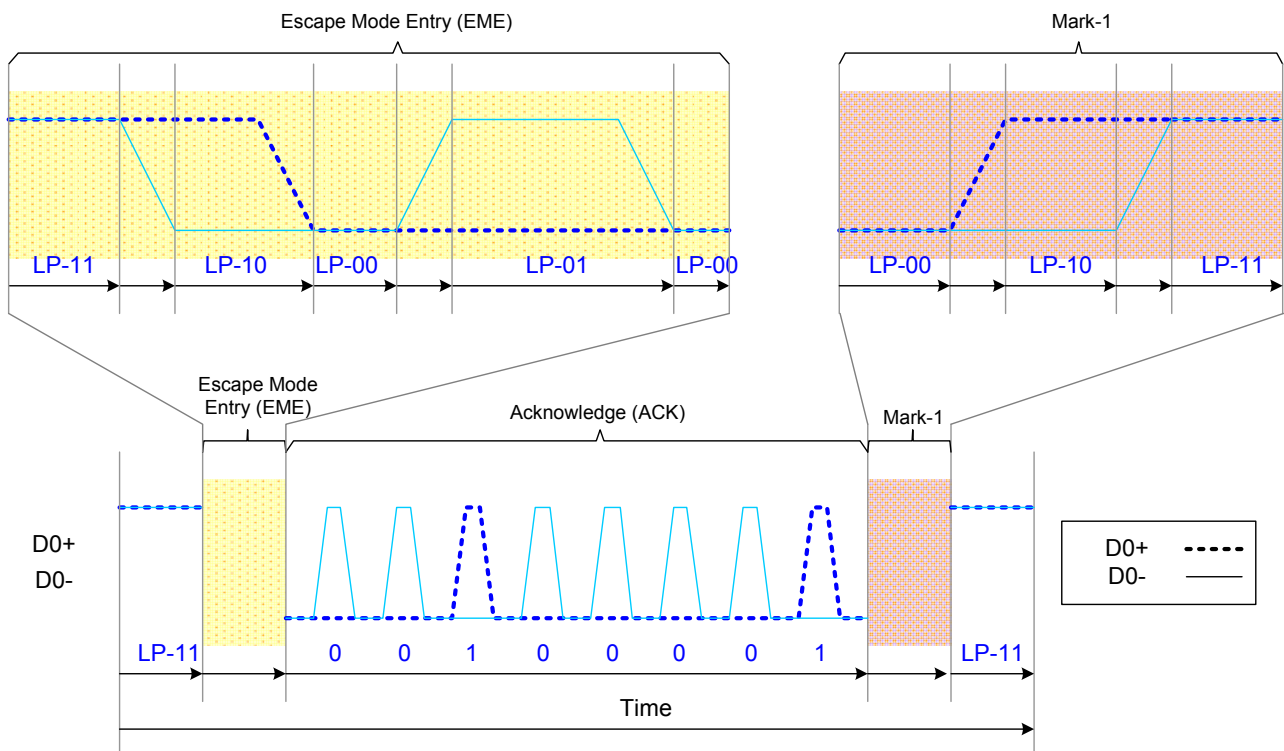 Escape Mode Entry (EME)
Mark-1
LP-11 LP-10 LP-00 LP-01 LP-00
LP-00 LP-10 LP-11
Escape Mode
Entry (EME)
Acknowledge (ACK)
Mark-1
D0+
D0-
LP-11 0 0 1 0 0 0 0 1 LP-11
Time
D0+
D0-